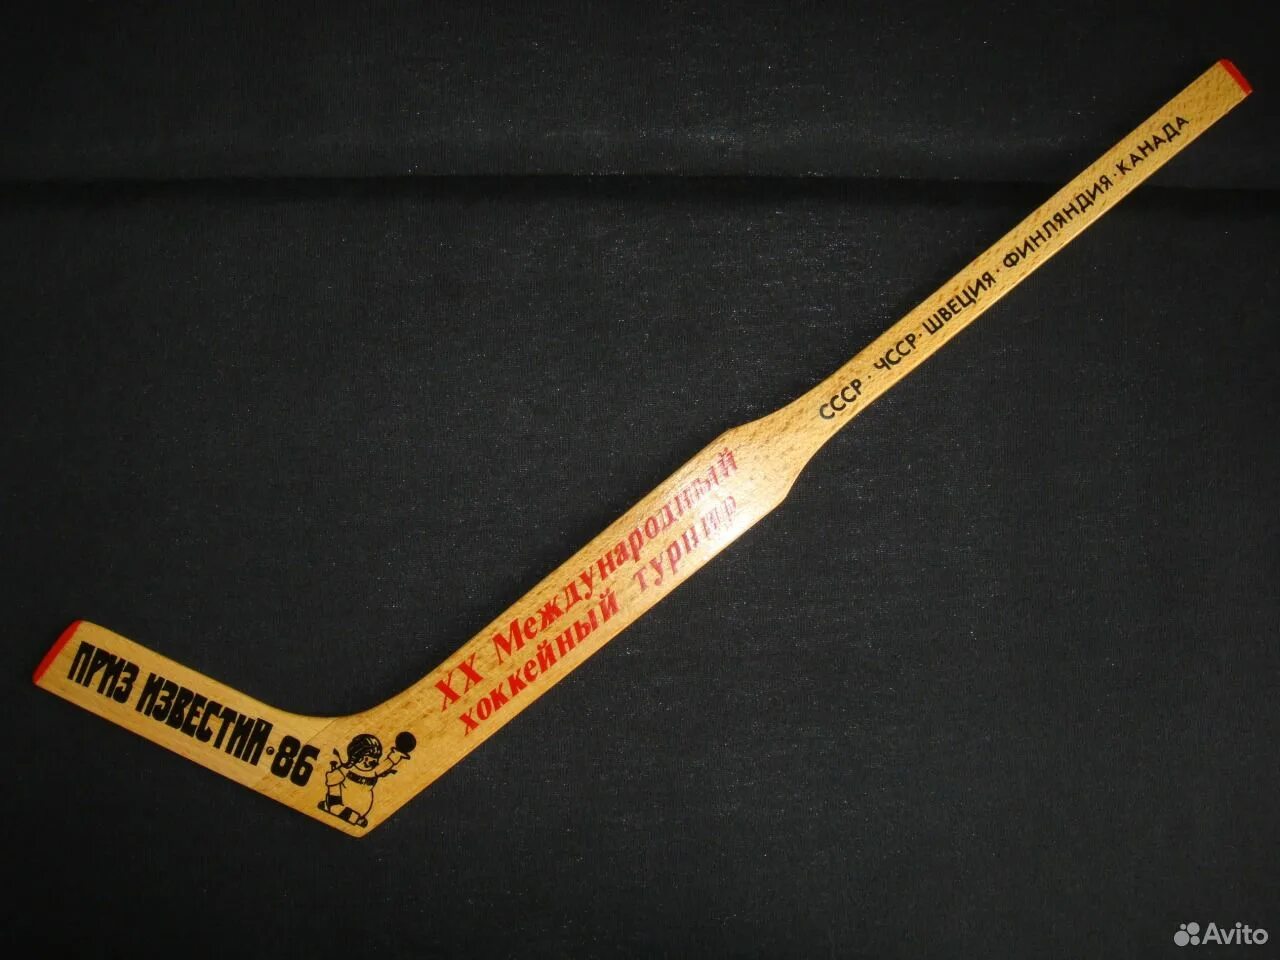 ПРИЗ ИЗВЕСТИЙ·86
XX Международный
хоккейный турнир
СССР · ЧССР · ШВЕЦИЯ · ФИНЛЯНДИЯ · КАНАДА
Avito